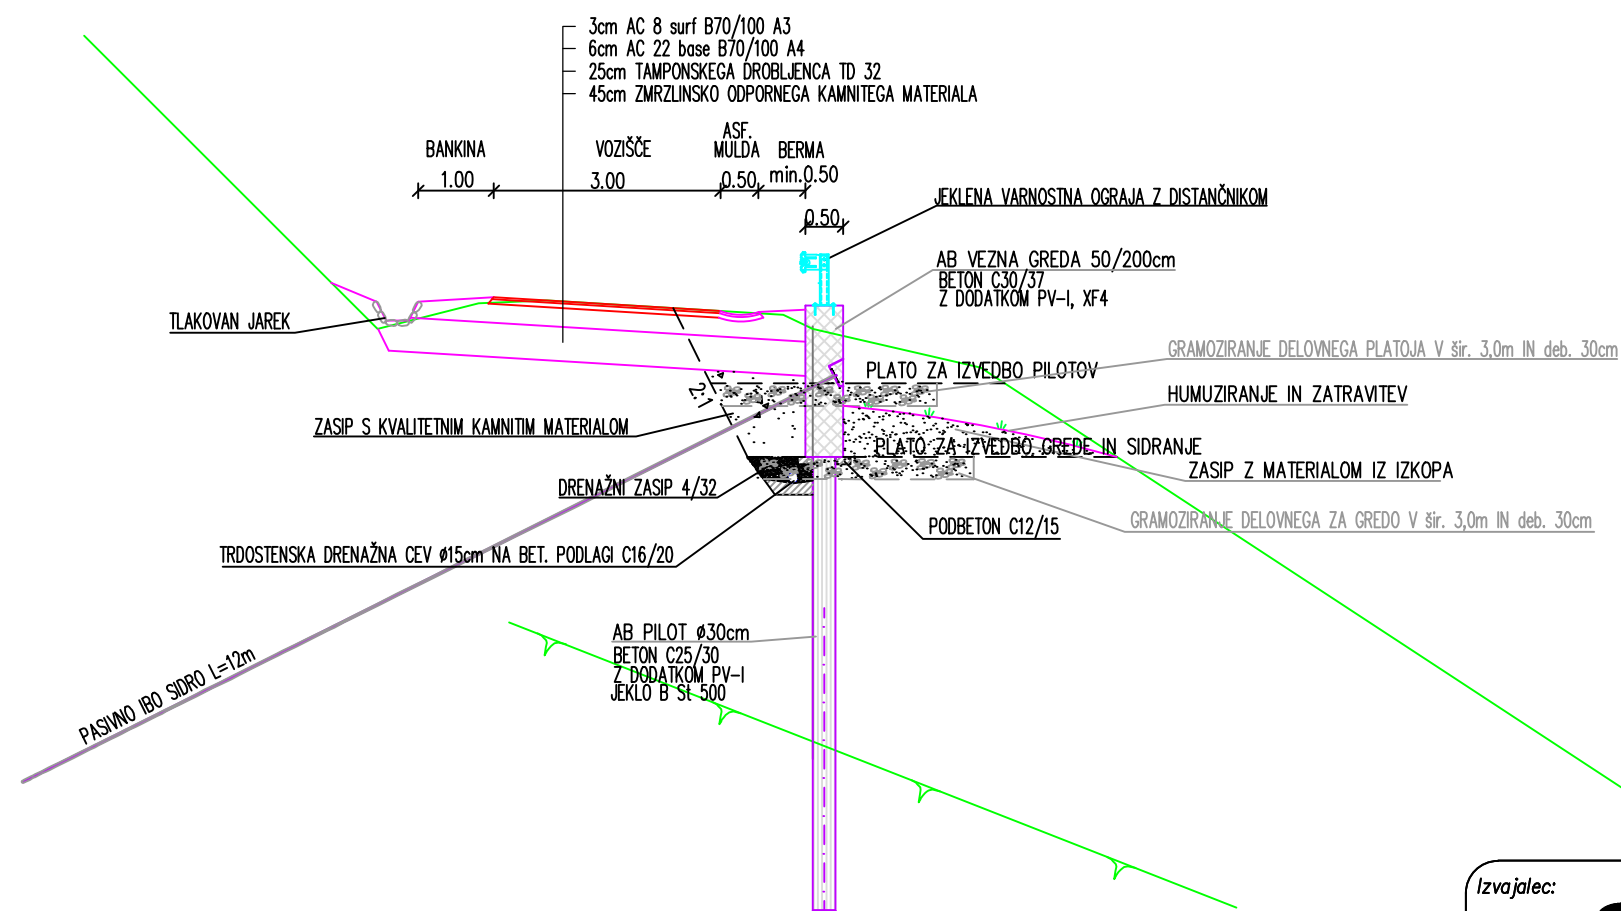 3cm AC 8 surf B70/100 A3
6cm AC 22 base B70/100 A4
25cm TAMPONSKEGA DROBLJENCA TD 32
45cm ZMRZLINSKO ODPORNEGA KAMNITEGA MATERIALA
BANKINA
VOZIŠČE
ASF.
MULDA
BERMA
1.00
3.00
0.50
min.0.50
0.50
JEKLENA VARNOSTNA OGRAJA Z DISTANČNIKOM
AB VEZNA GREDA 50/200cm
BETON C30/37
Z DODATKOM PV-I, XF4
TLAKOVAN JAREK
GRAMOZIRANJE DELOVNEGA PLATOJA V šir. 3,0m IN deb. 30cm
PLATO ZA IZVEDBO PILOTOV
2:1
HUMUZIRANJE IN ZATRAVITEV
ZASIP S KVALITETNIM KAMNITIM MATERIALOM
PLATO ZA IZVEDBO GREDE IN SIDRANJE
ZASIP Z MATERIALOM IZ IZKOPA
DRENAŽNI ZASIP 4/32
GRAMOZIRANJE DELOVNEGA ZA GREDO V šir. 3,0m IN deb. 30cm
PODBETON C12/15
TRDOSTENSKA DRENAŽNA CEV ø15cm NA BET. PODLAGI C16/20
AB PILOT ø30cm
BETON C25/30
Z DODATKOM PV-I
JEKLO B St 500
PASIVNO IBO SIDRO L=12m
Izvajalec: